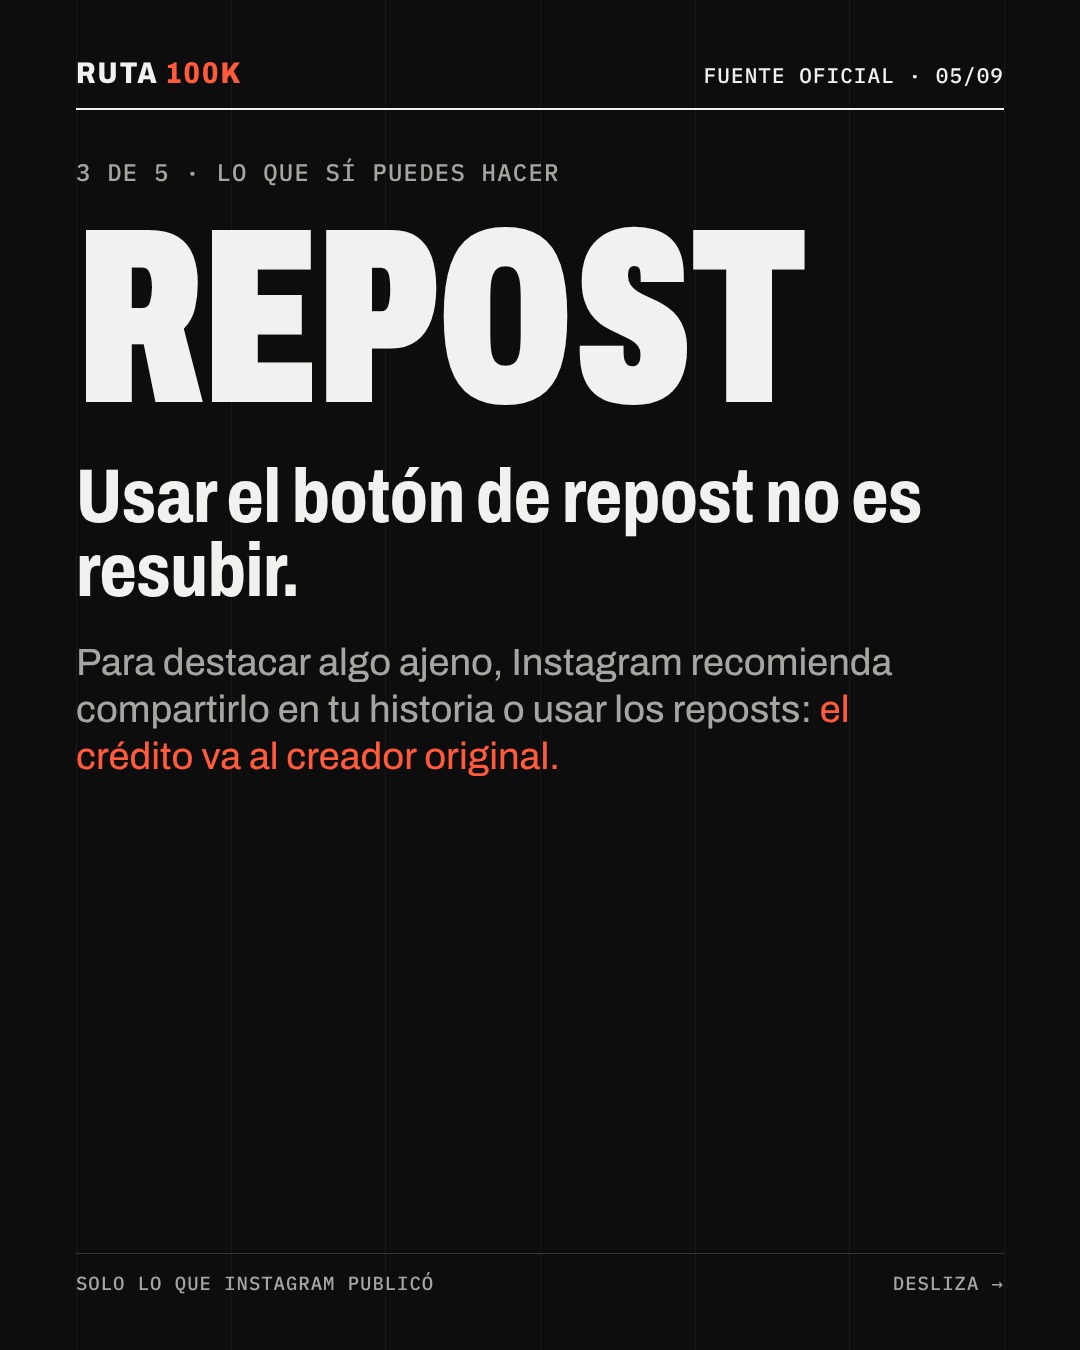 RUTA 100K
FUENTE OFICIAL · 05/09
3 DE 5 · LO QUE SÍ PUEDES HACER
REPOST
Usar el botón de repost no es
resubir.
Para destacar algo ajeno, Instagram recomienda
compartirlo en tu historia o usar los reposts: el
crédito va al creador original.
SOLO LO QUE INSTAGRAM PUBLICÓ
DESLIZA →